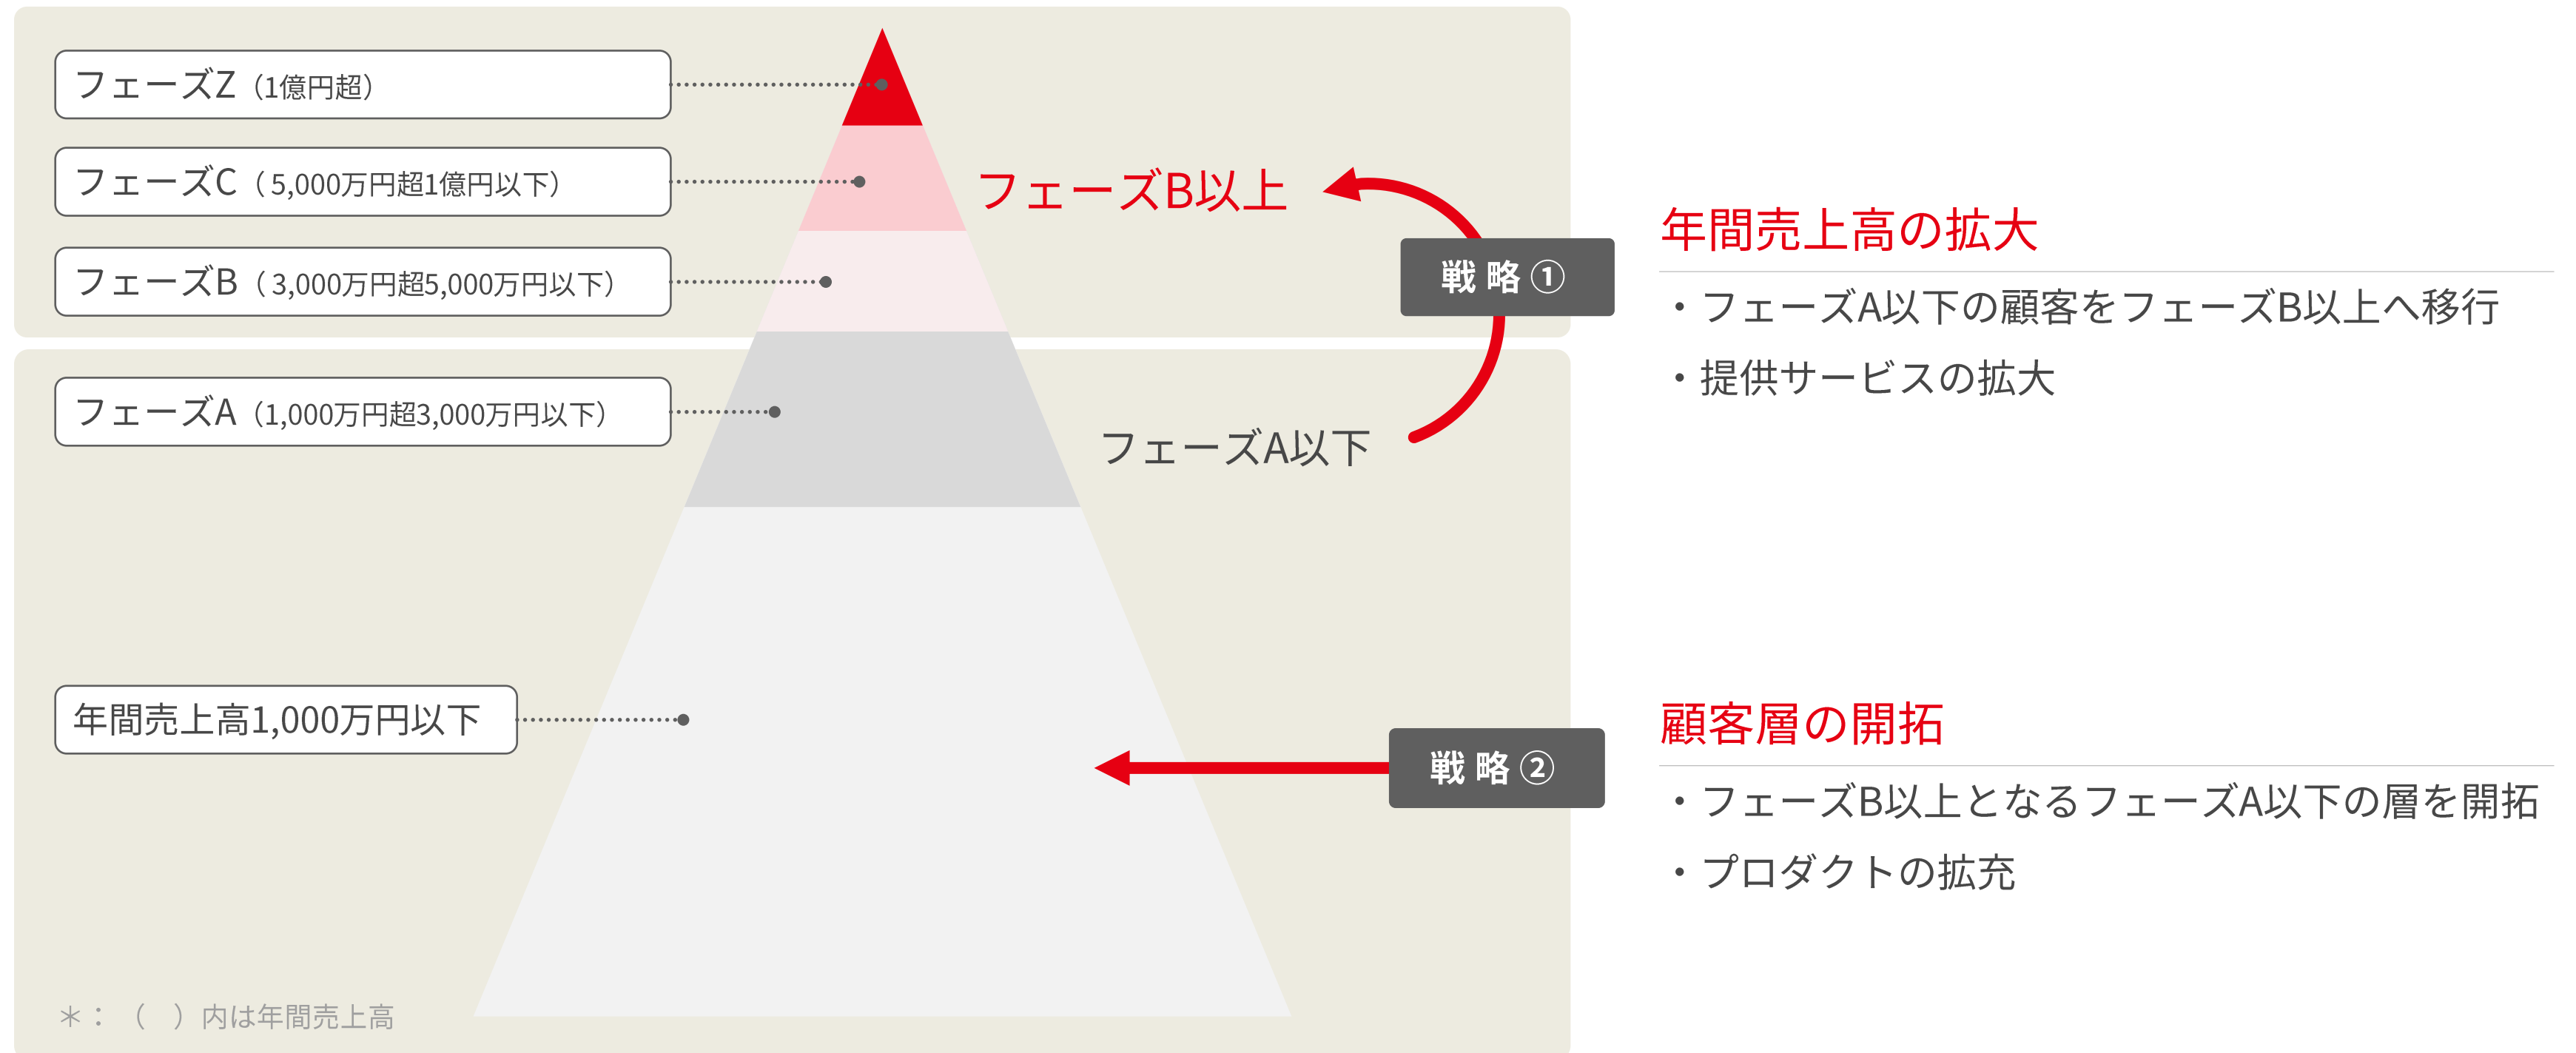 フェーズZ（1億円超）
フェーズC（ 5,000万円超1億円以下）
フェーズB（ 3,000万円超5,000万円以下）
フェーズB以上
フェーズA（1,000万円超3,000万円以下）
フェーズA以下
年間売上高1,000万円以下
＊：（　）内は年間売上高
戦略①
年間売上高の拡大
・フェーズA以下の顧客をフェーズB以上へ移行
・提供サービスの拡大
戦略②
顧客層の開拓
・フェーズB以上となるフェーズA以下の層を開拓
・プロダクトの拡充